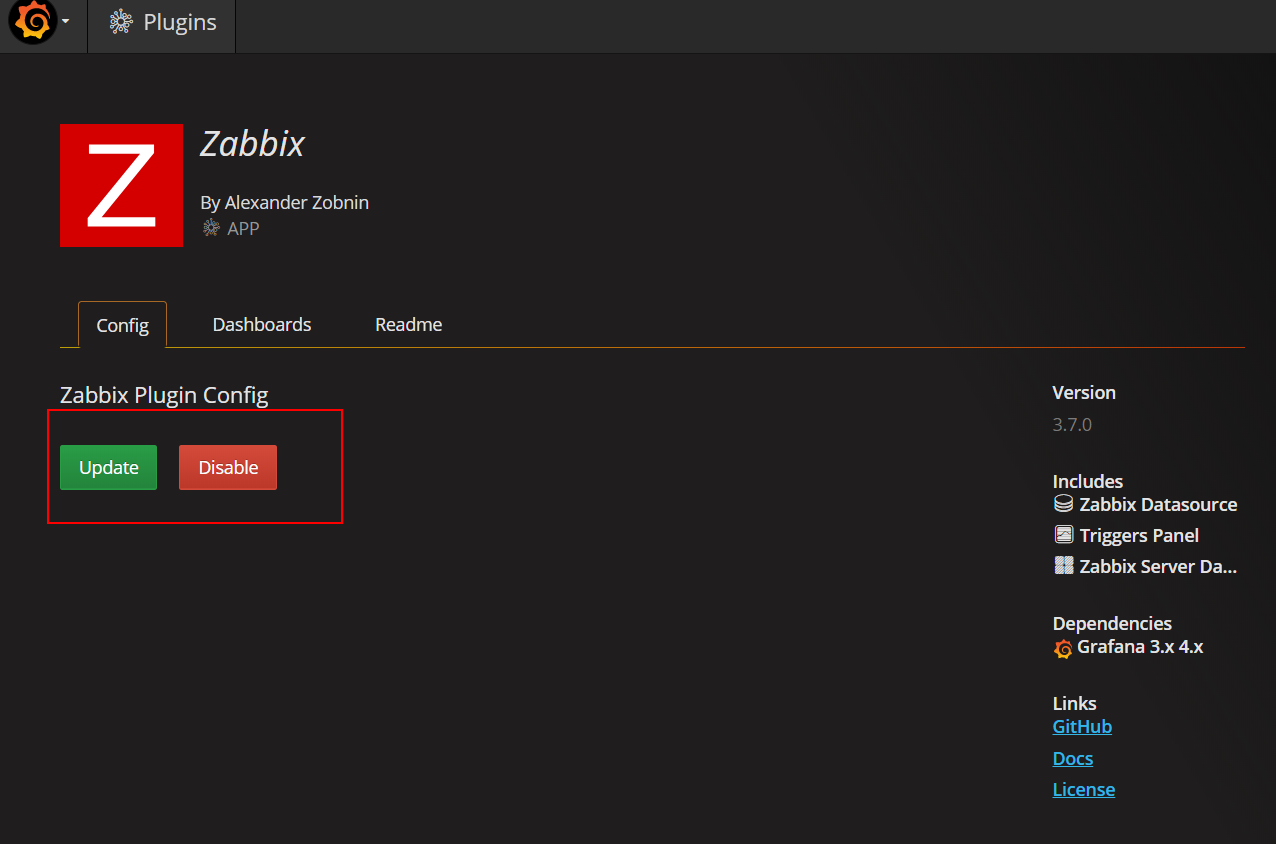 Plugins
Z
Zabbix
By Alexander Zobnin
APP
Config
Dashboards
Readme
Zabbix Plugin Config
Update
Disable
Version
3.7.0
Includes
Zabbix Datasource
Triggers Panel
Zabbix Server Da...
Dependencies
Grafana 3.x 4.x
Links
GitHub
Docs
License